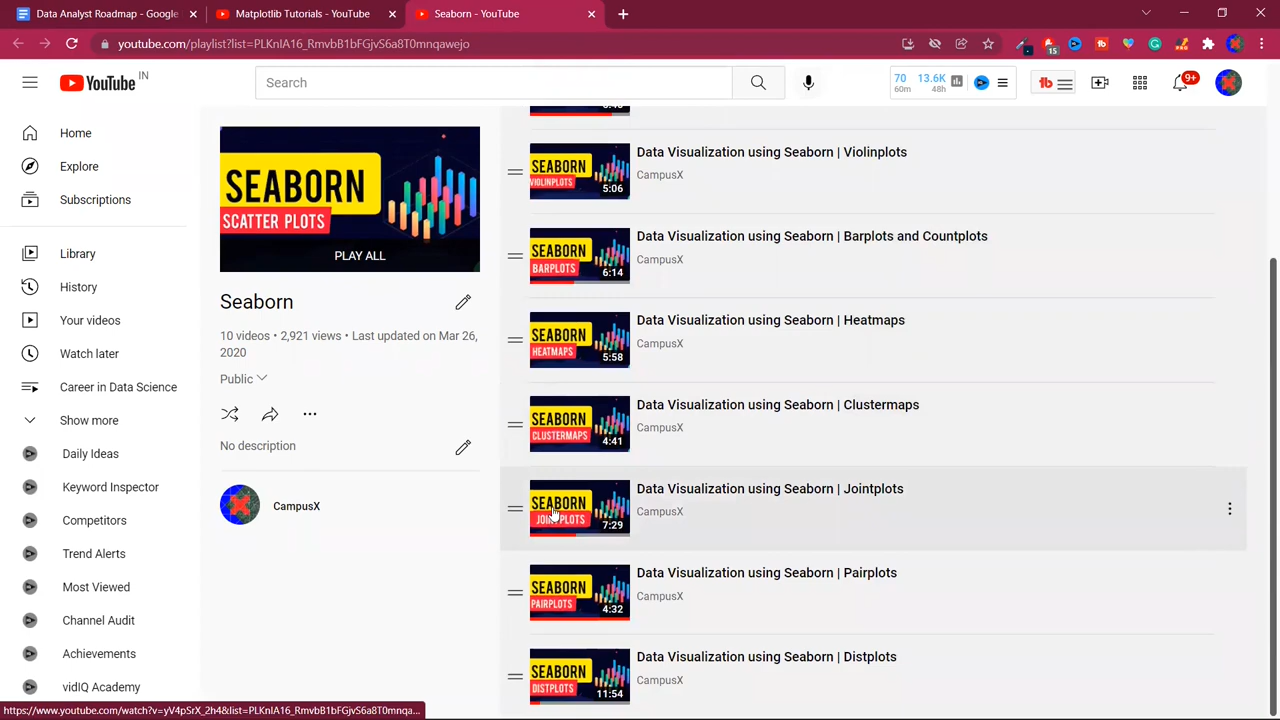 Data Analyst Roadmap - Google
Matplotlib Tutorials - YouTube
Seaborn - YouTube
youtube.com/playlist?list=PLKnIA16_RmvbB1bFGjvS6a8T0mnqawejo
15
YouTube IN
Search
70 13.6K
60m 48h
tb
9+
Home
Explore
Subscriptions
Library
History
Your videos
Watch later
Career in Data Science
Show more
Daily Ideas
Keyword Inspector
Competitors
Trend Alerts
Most Viewed
Channel Audit
Achievements
vidIQ Academy
SEABORN
SCATTER PLOTS
PLAY ALL
Seaborn
10 videos • 2,921 views • Last updated on Mar 26,
2020
Public
No description
CampusX
SEABORN
VIOLINPLOTS
5:06
Data Visualization using Seaborn | Violinplots
CampusX
SEABORN
BARPLOTS
6:14
Data Visualization using Seaborn | Barplots and Countplots
CampusX
SEABORN
HEATMAPS
5:58
Data Visualization using Seaborn | Heatmaps
CampusX
SEABORN
CLUSTERMAPS
4:41
Data Visualization using Seaborn | Clustermaps
CampusX
SEABORN
JOINTPLOTS
7:29
Data Visualization using Seaborn | Jointplots
CampusX
SEABORN
PAIRPLOTS
4:32
Data Visualization using Seaborn | Pairplots
CampusX
SEABORN
DISTPLOTS
11:54
Data Visualization using Seaborn | Distplots
CampusX
https://www.youtube.com/watch?v=yV4pSrX_2h4&list=PLKnIA16_RmvbB1bFGjvS6a8T0mnqa...